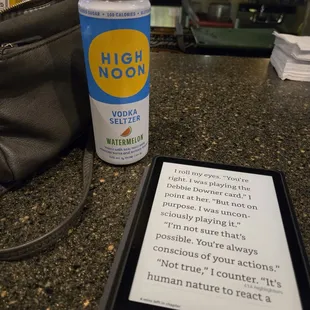 HIGH
NOON
VODKA
SELTZER
WATERMELON
I roll my eyes. "You're
right. I was playing the
Debbie Downer card." I
point at her. "But not on
purpose. I was uncon-
sciously playing it."
"I'm not sure that's
possible. You're always
conscious of your actions."
"Not true," I counter. "It's
human nature to react a